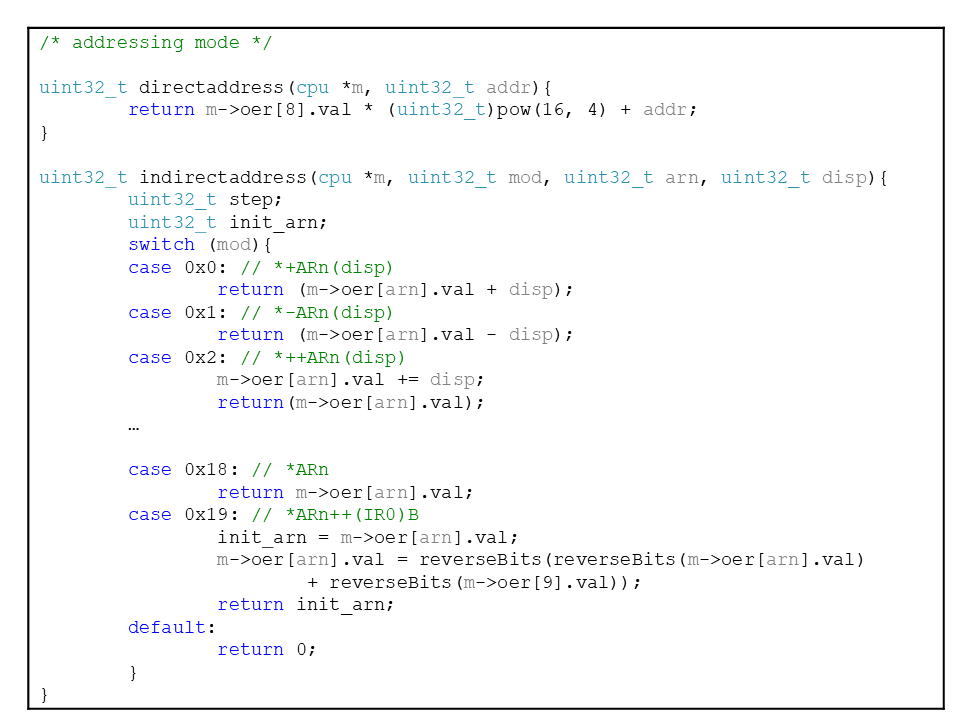 /* addressing mode */
uint32_t directaddress(cpu *m, uint32_t addr){
return m->oer[8].val * (uint32_t)pow(16, 4) + addr;
}
uint32_t indirectaddress(cpu *m, uint32_t mod, uint32_t arn, uint32_t disp){
uint32_t step;
uint32_t init_arn;
switch (mod){
case 0x0: // *+ARn(disp)
return (m->oer[arn].val + disp);
case 0x1: // *-ARn(disp)
return (m->oer[arn].val - disp);
case 0x2: // *++ARn(disp)
m->oer[arn].val += disp;
return(m->oer[arn].val);
…
case 0x18: // *ARn
return m->oer[arn].val;
case 0x19: // *ARn++(IR0)B
init_arn = m->oer[arn].val;
m->oer[arn].val = reverseBits(reverseBits(m->oer[arn].val)
+ reverseBits(m->oer[9].val));
return init_arn;
default:
return 0;
}
}